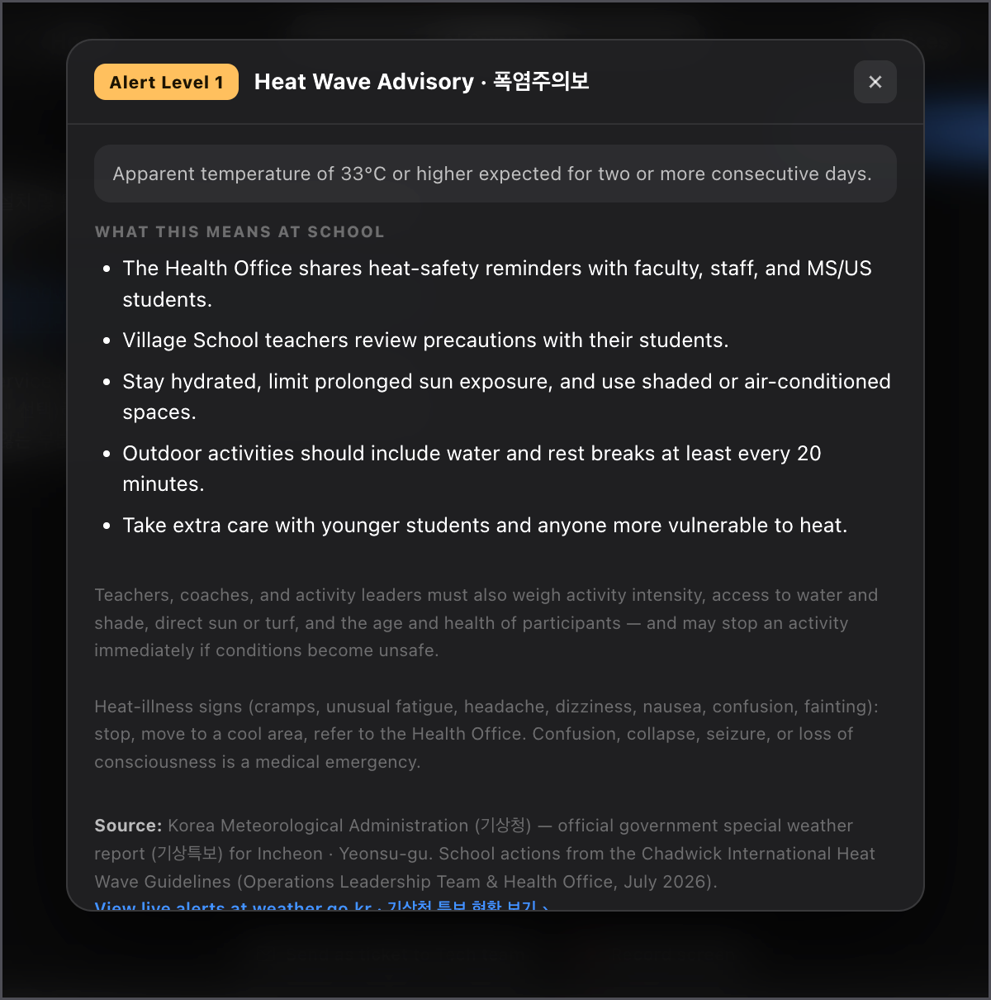 Alert Level 1 Heat Wave Advisory · 폭염주의보 ×
Apparent temperature of 33°C or higher expected for two or more consecutive days.
WHAT THIS MEANS AT SCHOOL
• The Health Office shares heat-safety reminders with faculty, staff, and MS/US
students.
• Village School teachers review precautions with their students.
• Stay hydrated, limit prolonged sun exposure, and use shaded or air-conditioned
spaces.
• Outdoor activities should include water and rest breaks at least every 20
minutes.
• Take extra care with younger students and anyone more vulnerable to heat.
Teachers, coaches, and activity leaders must also weigh activity intensity, access to water and
shade, direct sun or turf, and the age and health of participants — and may stop an activity
immediately if conditions become unsafe.
Heat-illness signs (cramps, unusual fatigue, headache, dizziness, nausea, confusion, fainting):
stop, move to a cool area, refer to the Health Office. Confusion, collapse, seizure, or loss of
consciousness is a medical emergency.
Source: Korea Meteorological Administration (기상청) — official government special weather
report (기상특보) for Incheon · Yeonsu-gu. School actions from the Chadwick International Heat
Wave Guidelines (Operations Leadership Team & Health Office, July 2026).
View live alerts at weather.go.kr · 기상청 특보 현황 보기 ›